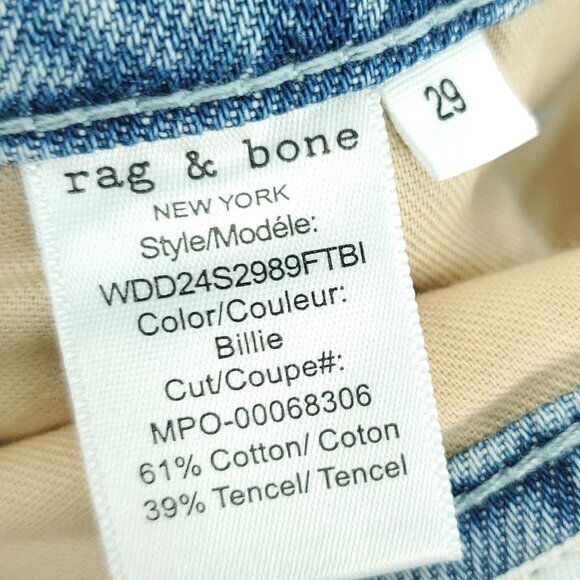 rag & bone
NEW YORK
Style/Modéle:
WDD24S2989FTBI
Color/Couleur:
Billie
Cut/Coupe#:
MPO-00068306
61% Cotton/ Coton
39% Tencel/ Tencel
29